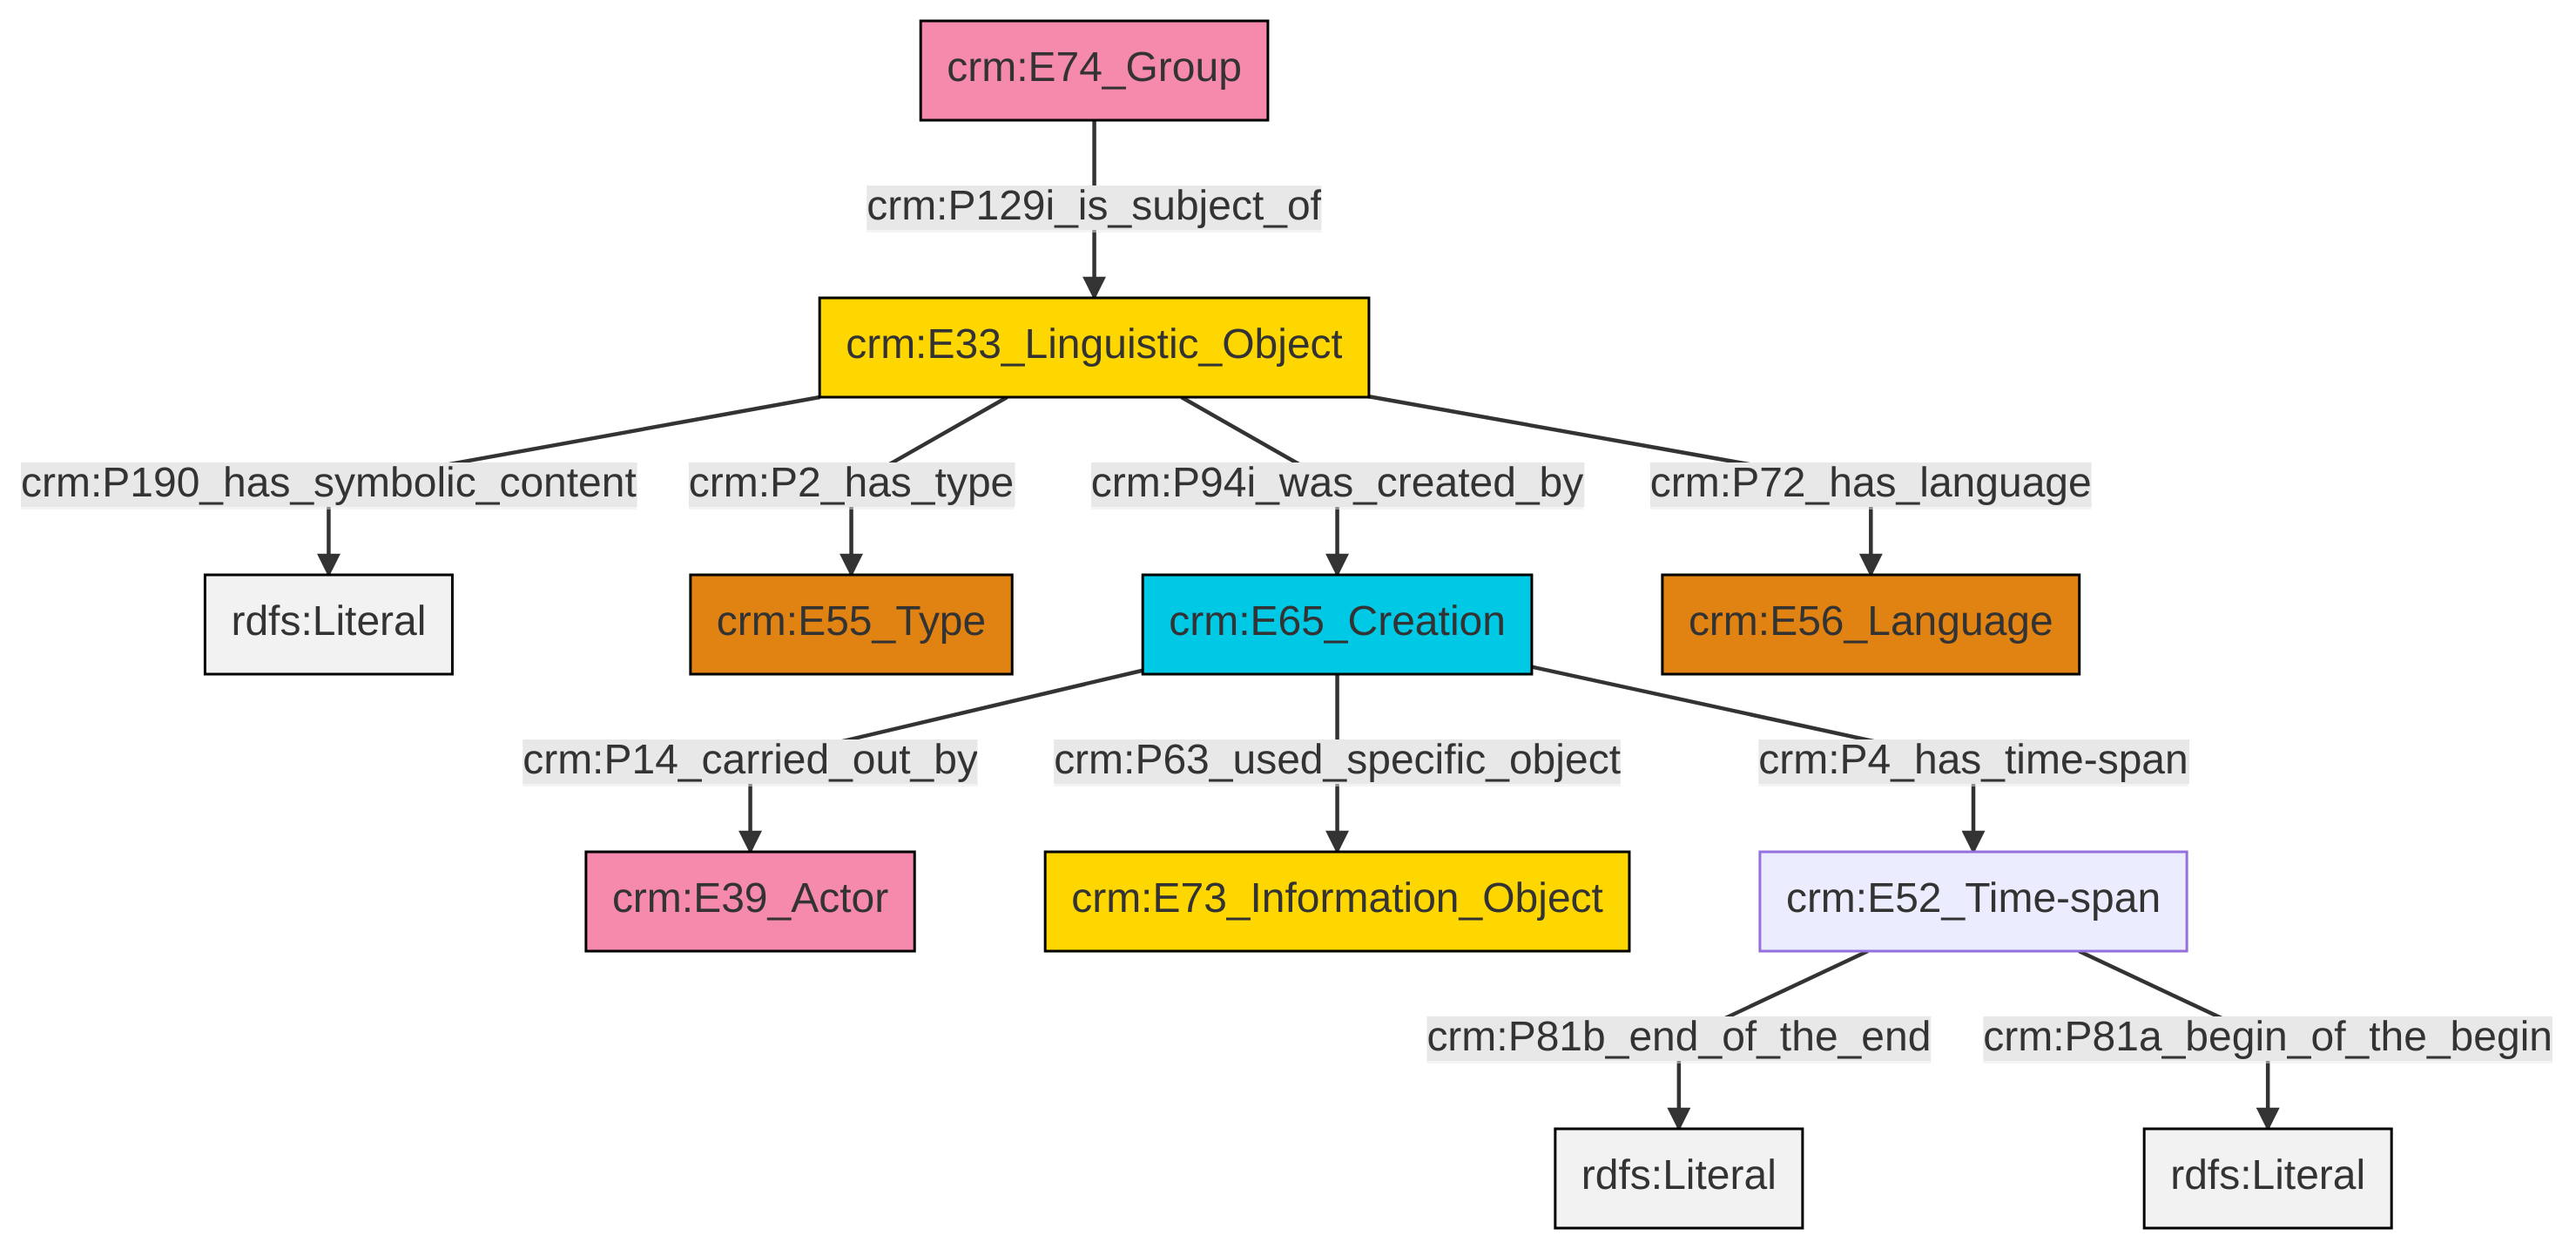 crm:E74_Group
crm:P129i_is_subject_of
crm:E33_Linguistic_Object
crm:P190_has_symbolic_content
crm:P2_has_type
crm:P94i_was_created_by
crm:P72_has_language
rdfs:Literal
crm:E55_Type
crm:E65_Creation
crm:E56_Language
crm:P14_carried_out_by
crm:P63_used_specific_object
crm:P4_has_time-span
crm:E39_Actor
crm:E73_Information_Object
crm:E52_Time-span
crm:P81b_end_of_the_end
crm:P81a_begin_of_the_begin
rdfs:Literal
rdfs:Literal